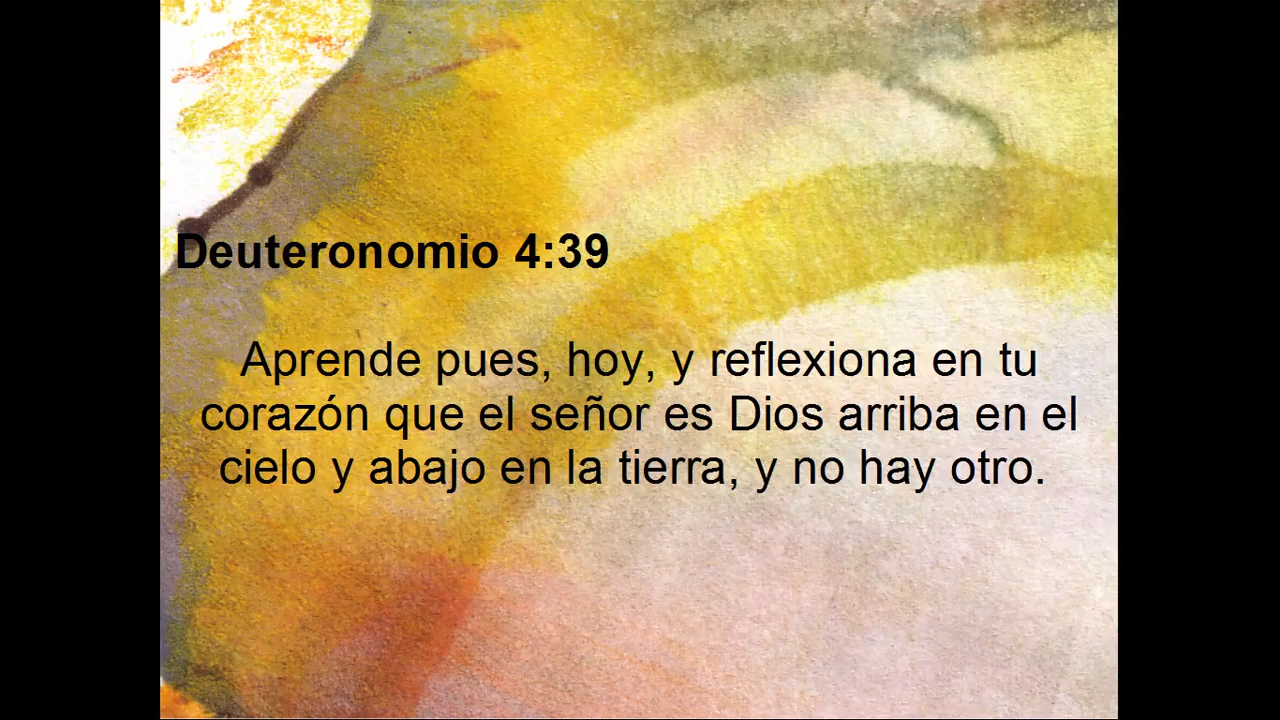 Deuteronomio 4:39
Aprende pues, hoy, y reflexiona en tu
corazón que el señor es Dios arriba en el
cielo y abajo en la tierra, y no hay otro.